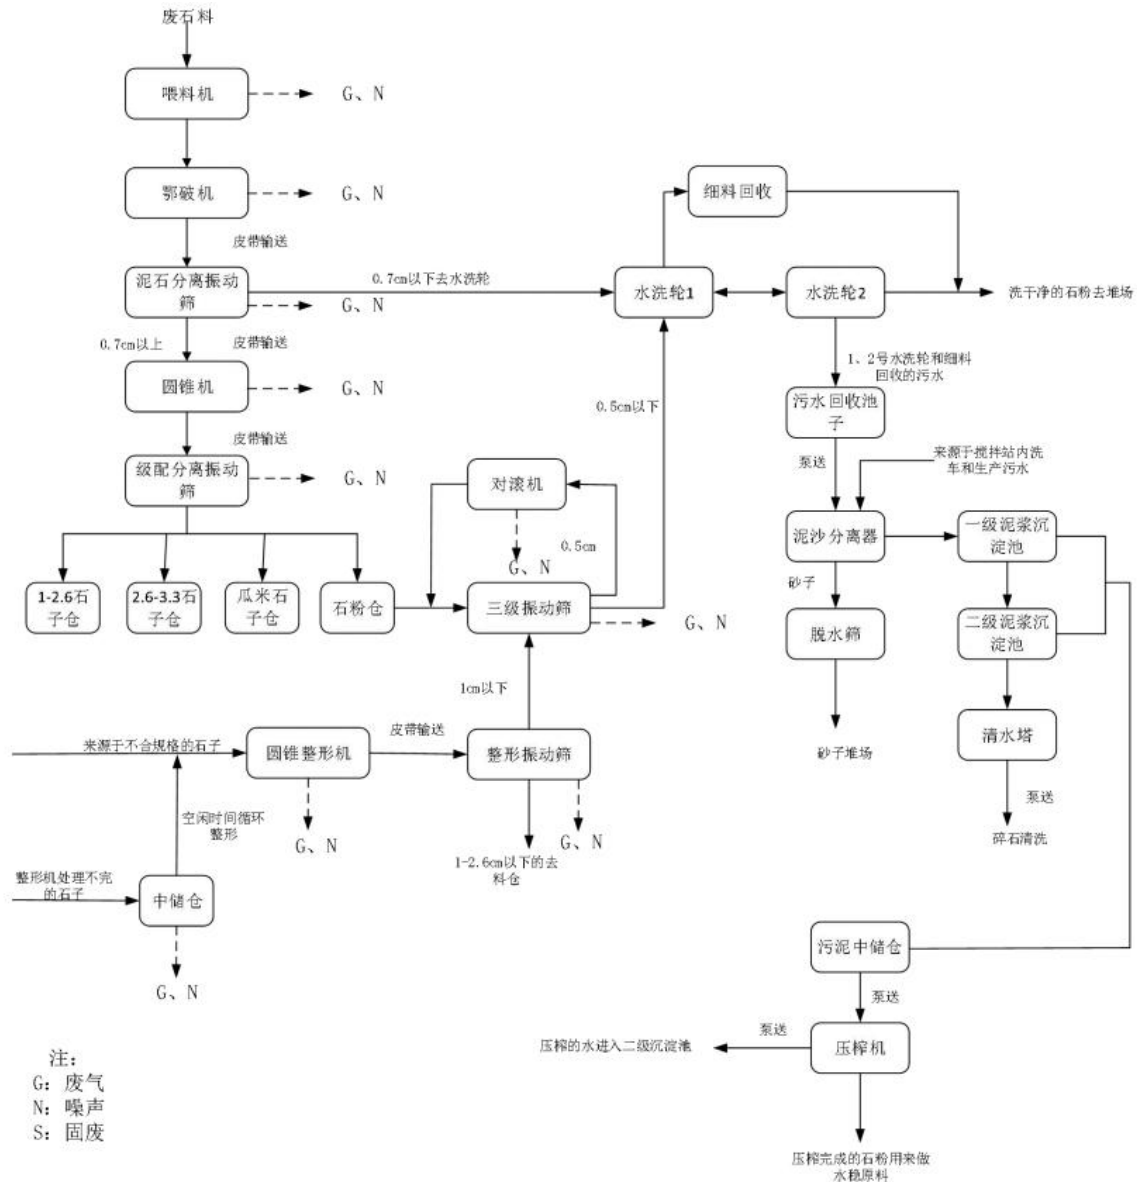 废石料
喂料机
G、N
鄂破机
G、N
细料回收
皮带输送
泥石分离振动
筛
0.7cm以下去水洗轮
G、N
水洗轮1
水洗轮2
洗干净的石粉去堆场
0.7cm以上
皮带输送
圆锥机
G、N
1、2号水洗轮和细料
回收的污水
0.5cm以下
污水回收池
子
皮带输送
级配分离振动
筛
G、N
对滚机
泵送
来源于搅拌站内洗
车和生产污水
泥沙分离器
一级泥浆沉
淀池
0.5cm
G、N
1-2.6石
子仓
2.6-3.3石
子仓
瓜米石
子仓
石粉仓
三级振动筛
G、N
砂子
脱水筛
二级泥浆沉
淀池
1cm以下
来源于不合规格的石子
圆锥整形机
皮带输送
整形振动筛
砂子堆场
清水塔
泵送
碎石清洗
空闲时间循环
整形
G、N
G、N
1-2.6cm以下的去
料仓
整形机处理不完
的石子
中储仓
G、N
污泥中储仓
泵送
压榨的水进入二级沉淀池
泵送
压榨机
注：
G：废气
N：噪声
S：固废
压榨完成的石粉用来做
水稳原料